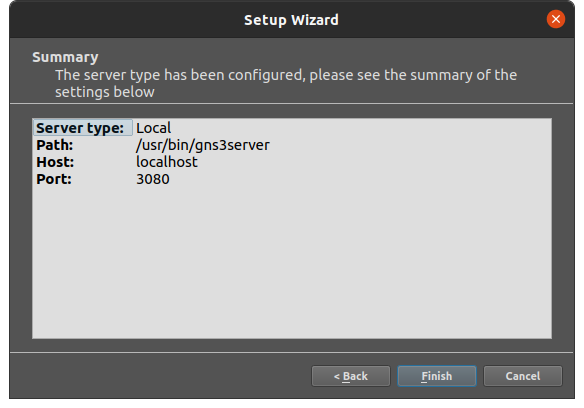 Setup Wizard
Summary
The server type has been configured, please see the summary of the
settings below
Server type: Local
Path: /usr/bin/gns3server
Host: localhost
Port: 3080
< Back Finish Cancel